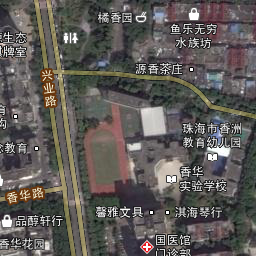 橘香园
鱼乐无穷
水族坊
生态
棋牌室
源香茶庄
兴业路
珠海市香洲
教育幼儿园
构
教育
香华
实验学校
香华路
馨雅文具
淇海琴行
品醇轩行
香华花园
国医馆
门诊部